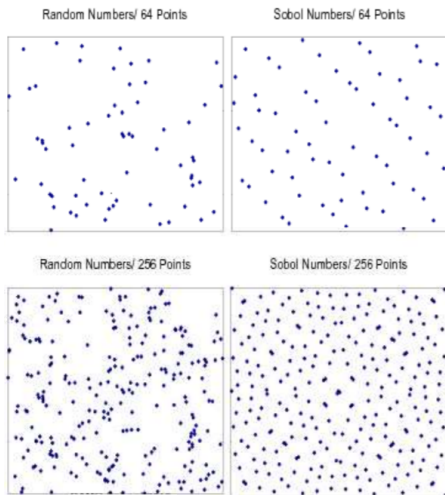 Random Numbers/ 64 Points
Sobol Numbers/ 64 Points
Random Numbers/ 256 Points
Sobol Numbers/ 256 Points